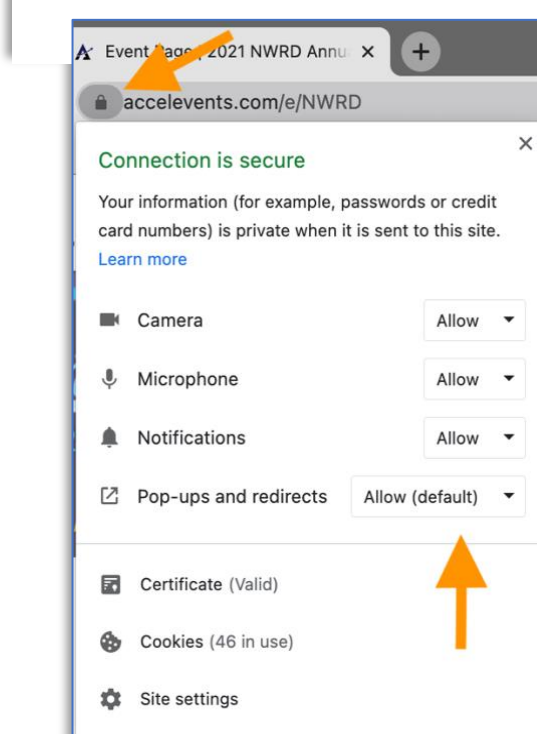 Event Page | 2021 NWRD Annu
accelevents.com/e/NWRD
Connection is secure
Your information (for example, passwords or credit
card numbers) is private when it is sent to this site.
Learn more
Camera Allow
Microphone Allow
Notifications Allow
Pop-ups and redirects Allow (default)
Certificate (Valid)
Cookies (46 in use)
Site settings